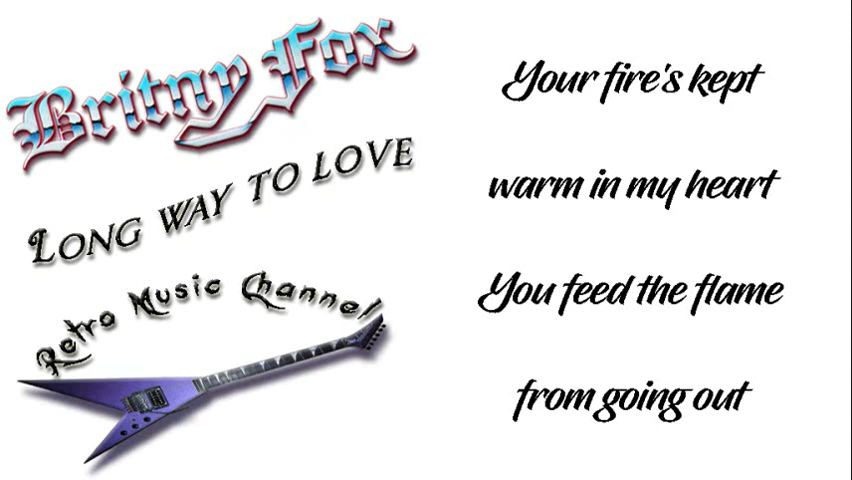 Britny Fox
LONG WAY TO LOVE
Retro Music Channel
Your fire's kept
warm in my heart
You feed the flame
from going out